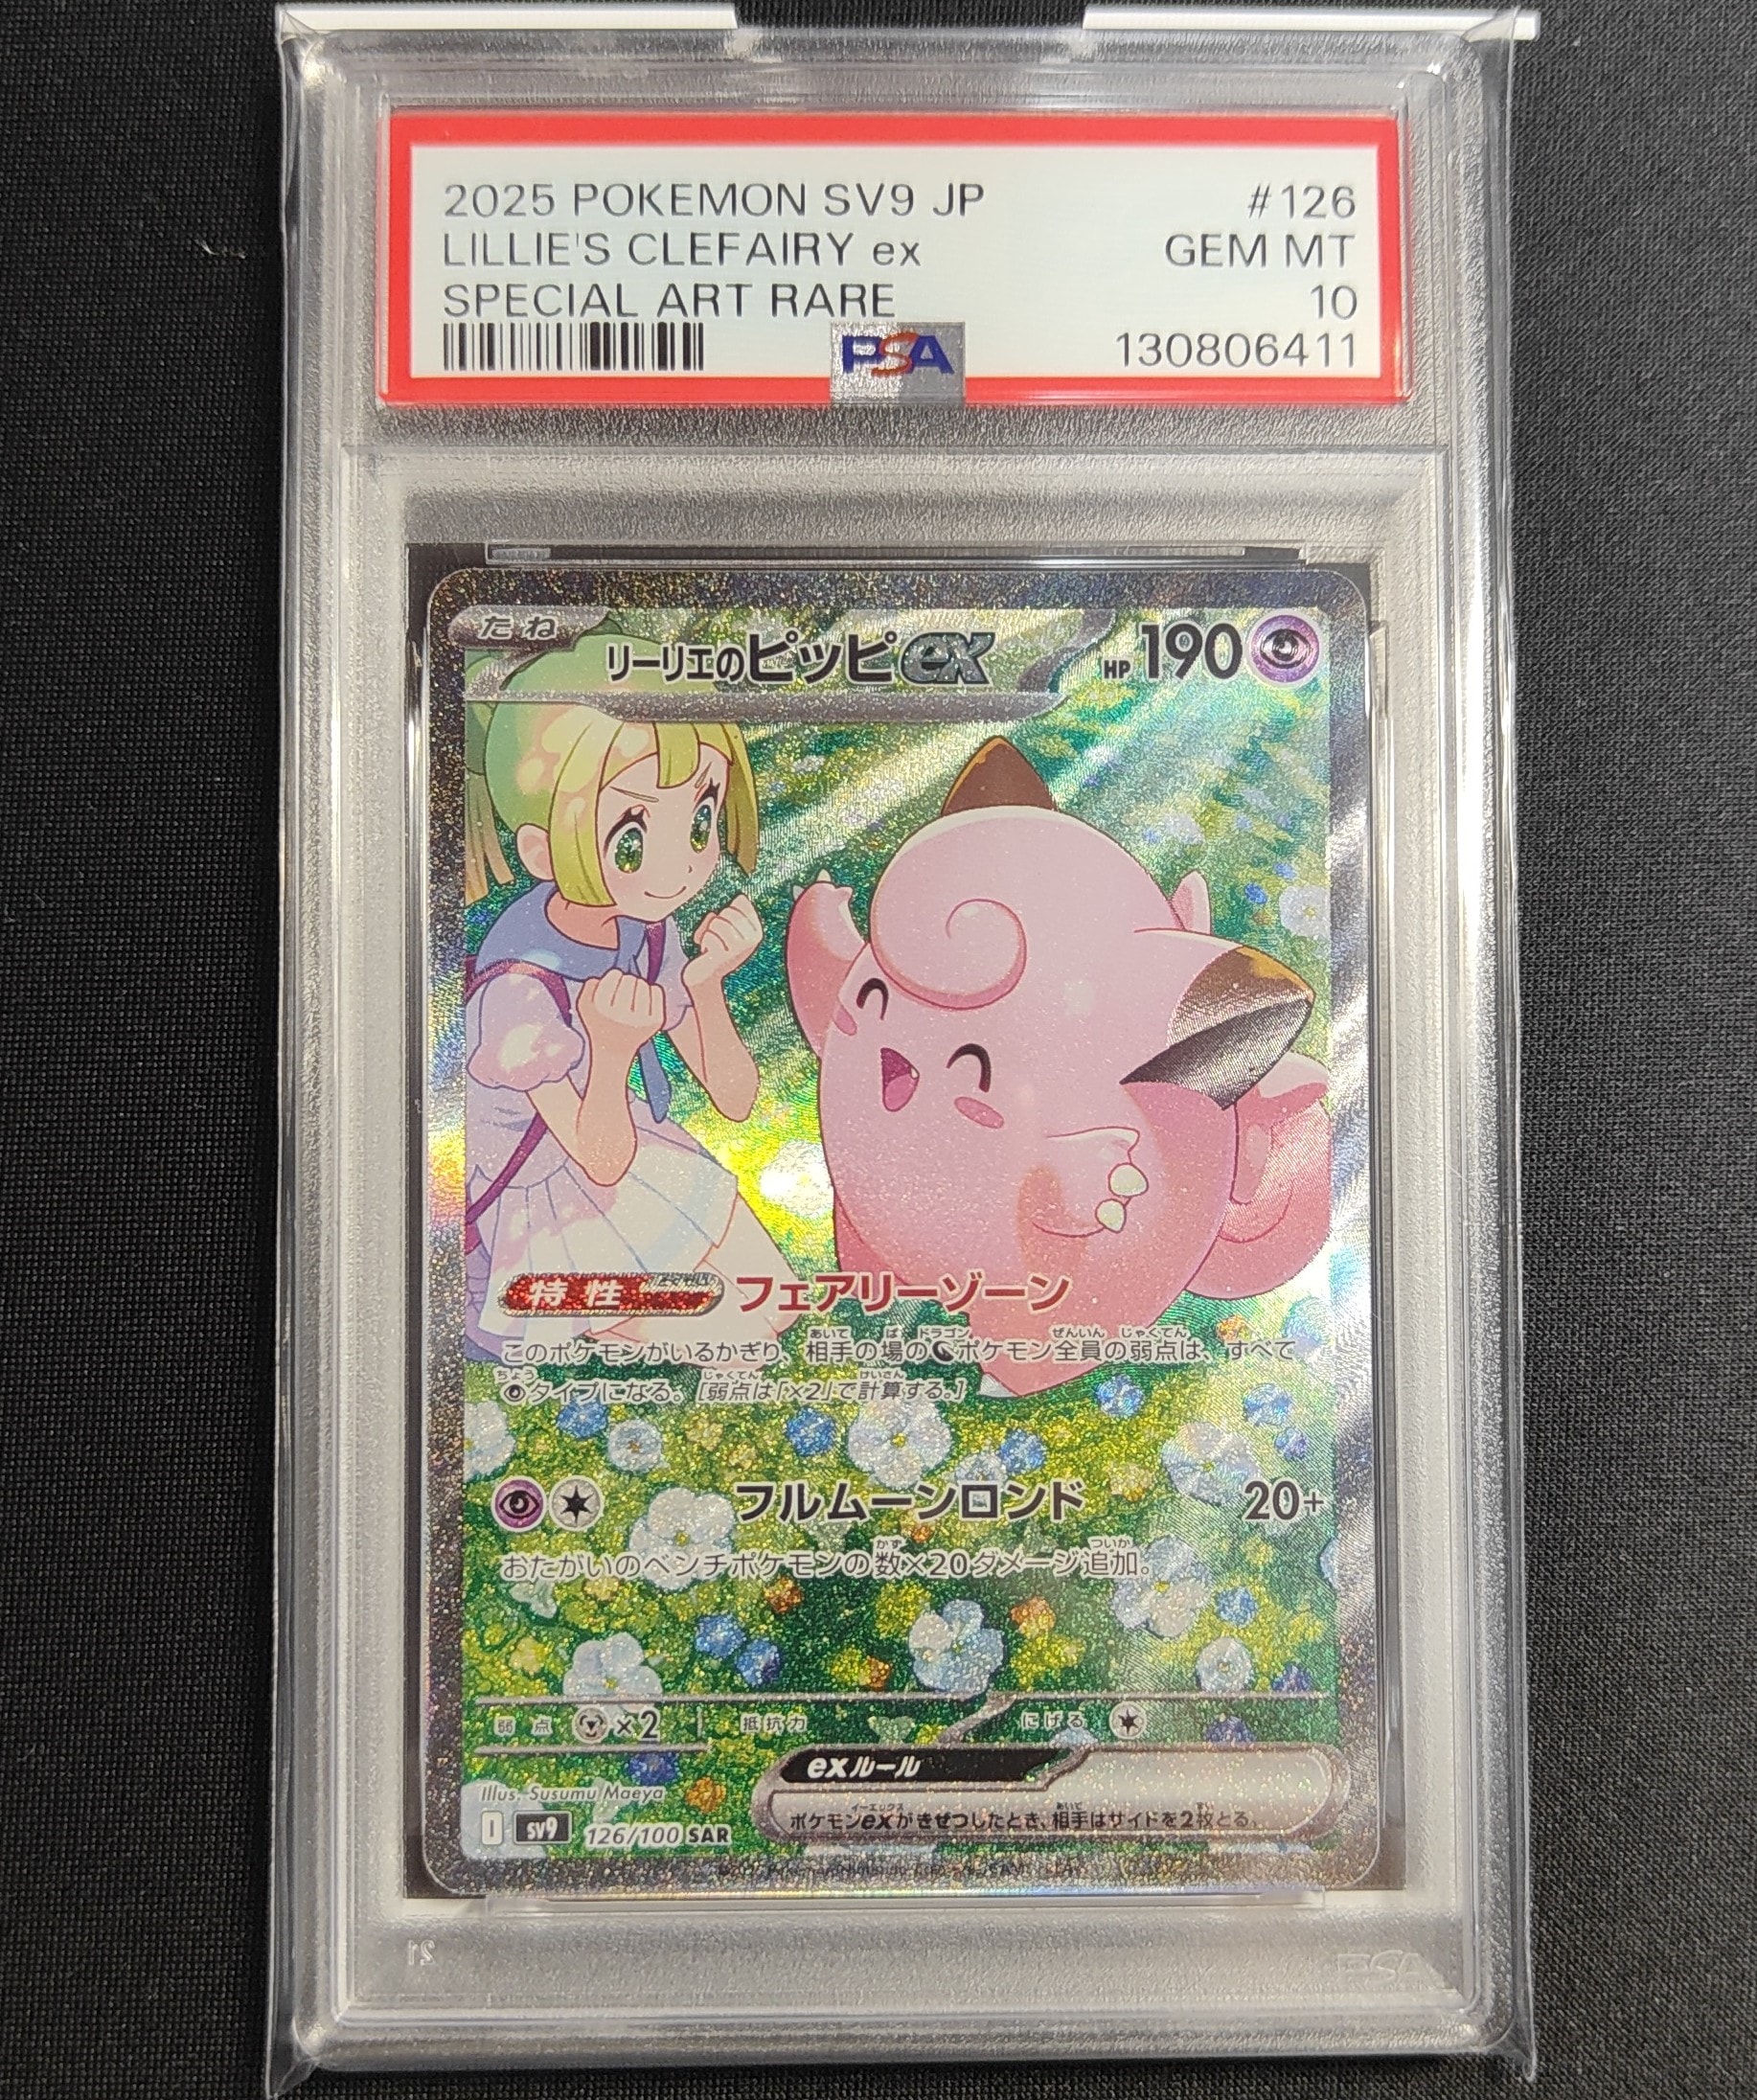 2025 POKEMON SV9 JP #126
LILLIE'S CLEFAIRY ex GEM MT
SPECIAL ART RARE 10
PSA 130806411
たね リーリエのピッピex HP190
特性 フェアリーゾーン
このポケモンがいるかぎり、相手の場のポケモン全員の弱点は、すべて
タイプになる。[弱点は「×2」で計算する。]
フルムーンロンド 20+
おたがいのベンチポケモンの数×20ダメージ追加。
弱点 ×2 抵抗力 にげる
exルール
ポケモンexがきぜつしたとき、相手はサイドを2枚とる。
Illus. Susumu Maeya
I SV9 126/100 SAR
21 PSA